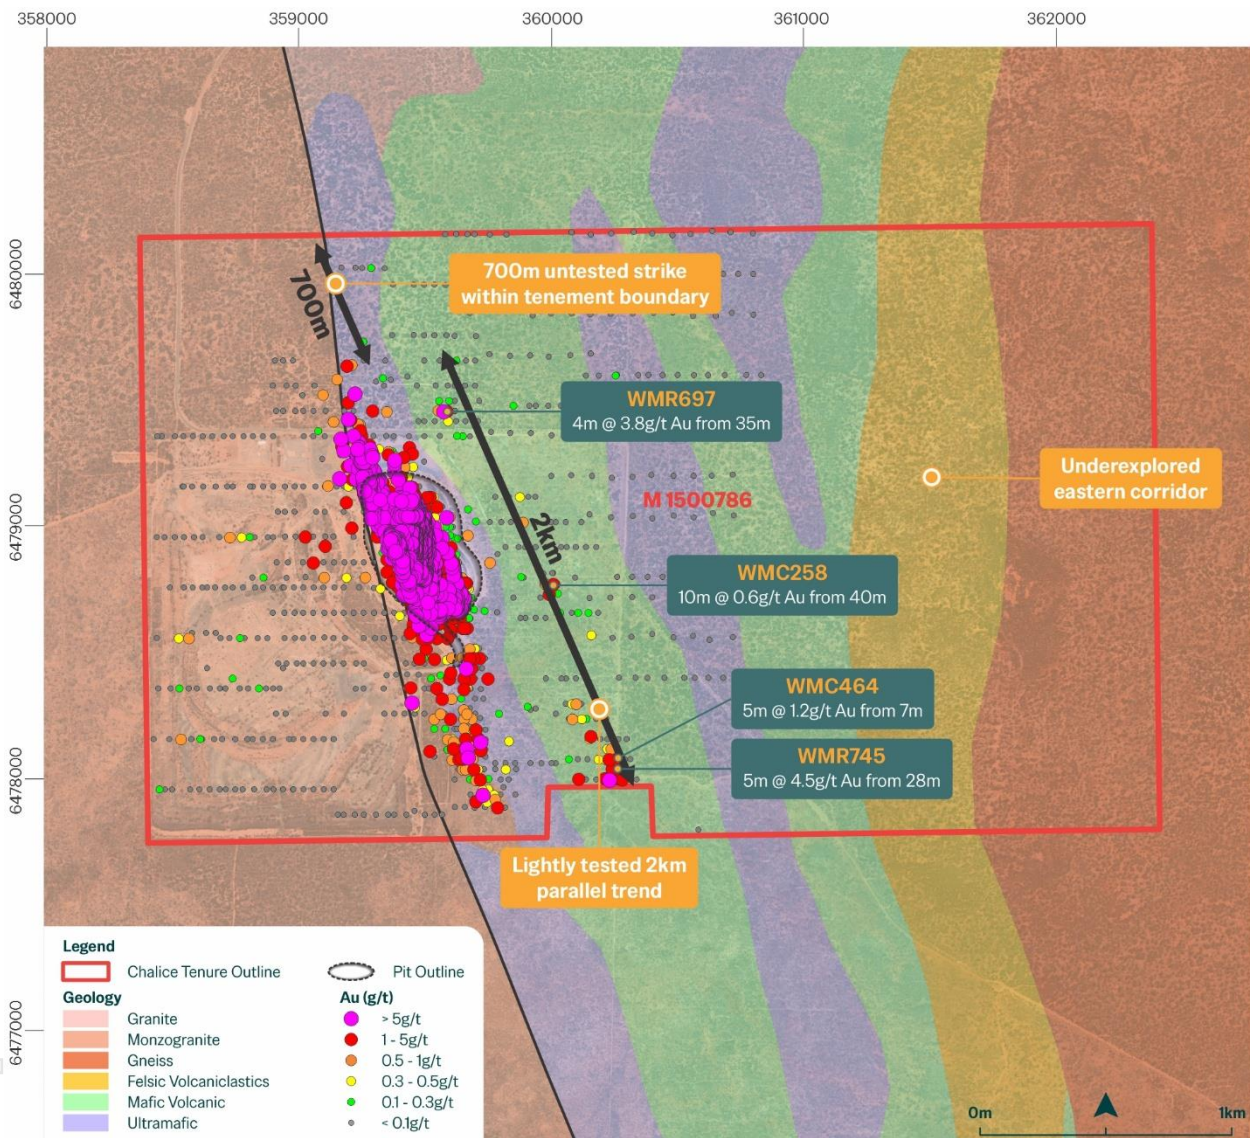 358000
359000
360000
361000
362000
6480000
6479000
6478000
6477000
700m untested strike
within tenement boundary
700m
WMR697
4m @ 3.8g/t Au from 35m
Underexplored
eastern corridor
M 1500786
2km
WMC258
10m @ 0.6g/t Au from 40m
WMC464
5m @ 1.2g/t Au from 7m
WMR745
5m @ 4.5g/t Au from 28m
Lightly tested 2km
parallel trend
Legend
Chalice Tenure Outline
Pit Outline
Geology
Granite
Monzogranite
Gneiss
Felsic Volcaniclastics
Mafic Volcanic
Ultramafic
Au (g/t)
> 5g/t
1 - 5g/t
0.5 - 1g/t
0.3 - 0.5g/t
0.1 - 0.3g/t
< 0.1g/t
0m
1km